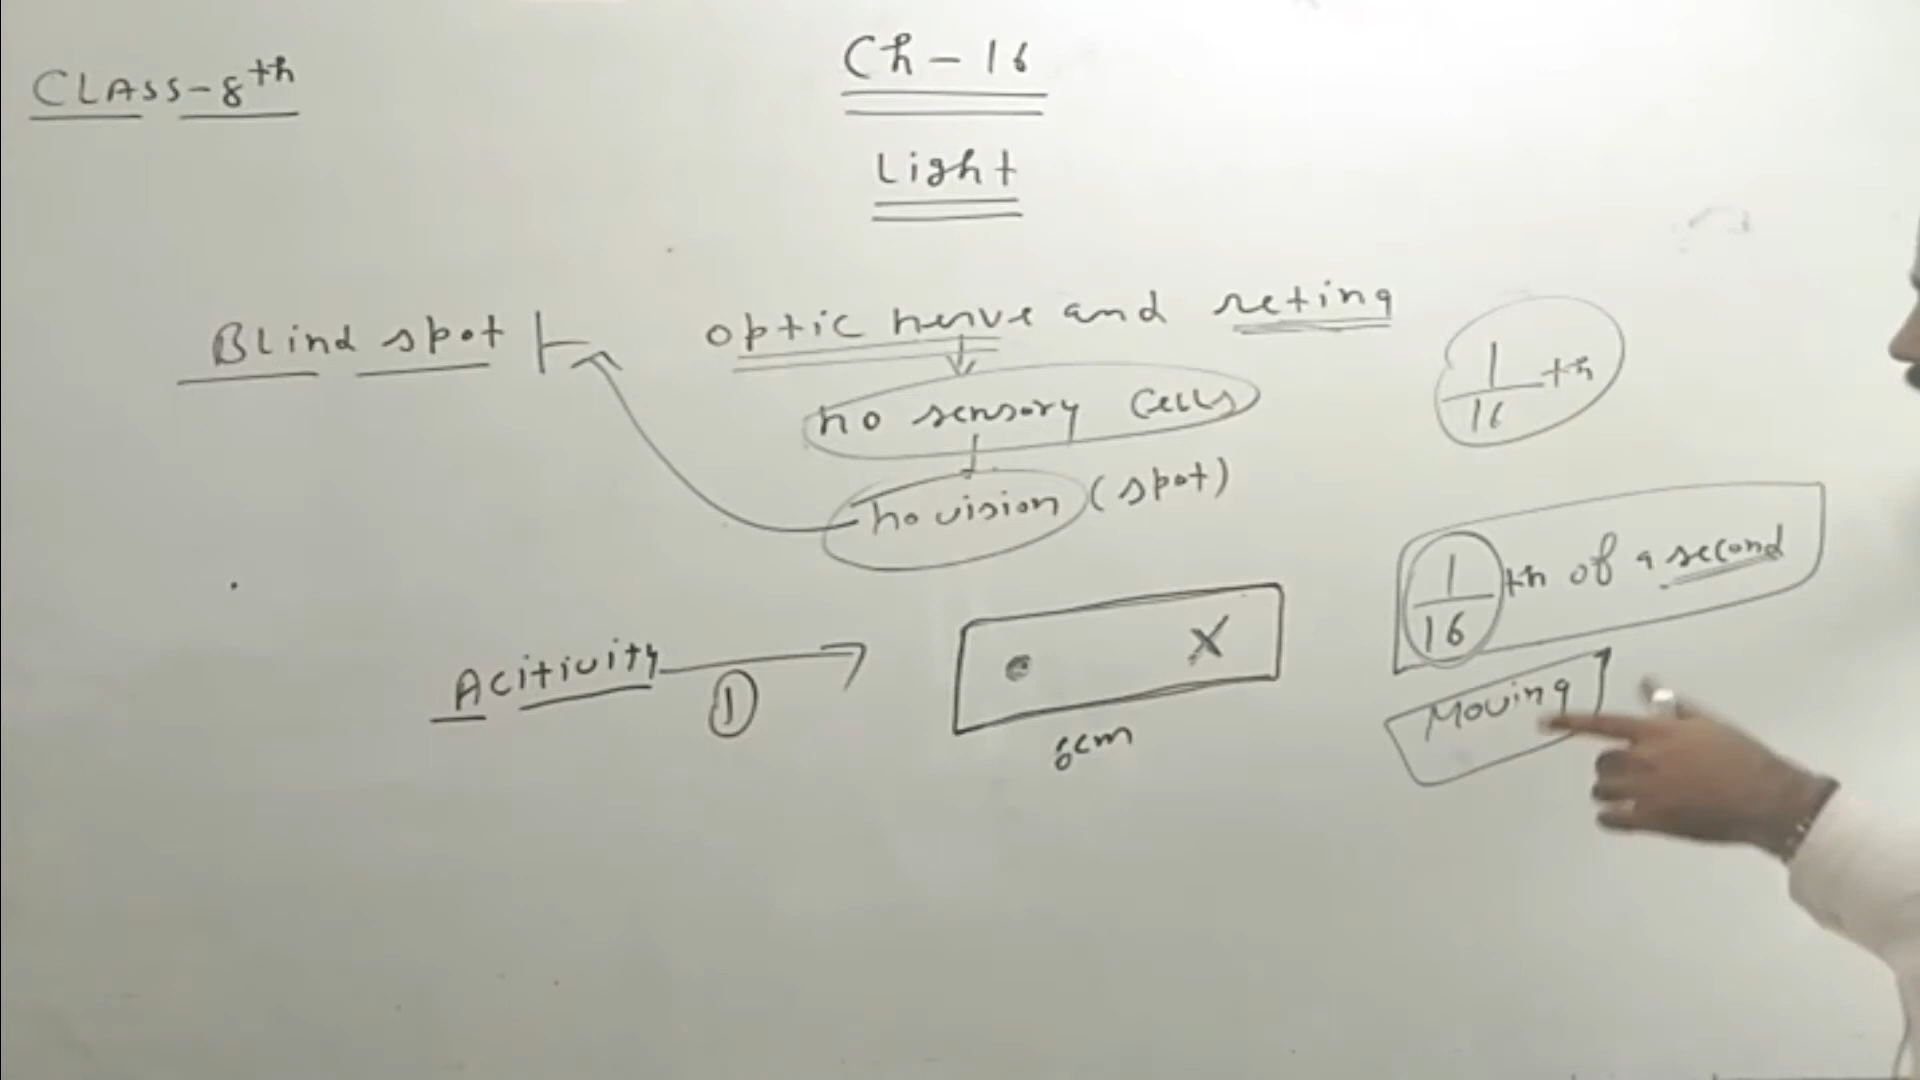 CLASS-8th
Ch-16
Light
Blind spot
optic nerve and retina
no sensory cells
no vision (spot)
1/16 th
1/16 th of a second
Moving
Acitivity
①
X